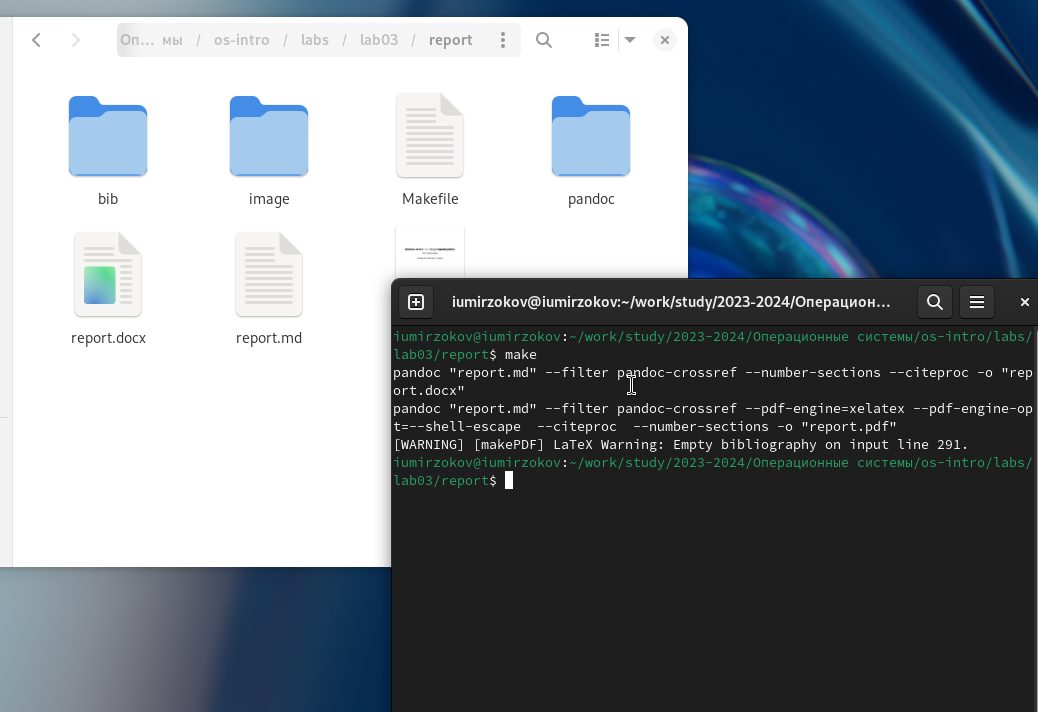 Оп… мы / os-intro / labs / lab03 / report
bib
image
Makefile
pandoc
report.docx
report.md
iumirzokov@iumirzokov:~/work/study/2023-2024/Операцион…
iumirzokov@iumirzokov:~/work/study/2023-2024/Операционные системы/os-intro/labs/
lab03/report$ make
pandoc "report.md" --filter pandoc-crossref --number-sections --citeproc -o "rep
ort.docx"
pandoc "report.md" --filter pandoc-crossref --pdf-engine=xelatex --pdf-engine-op
t=--shell-escape  --citeproc  --number-sections -o "report.pdf"
[WARNING] [makePDF] LaTeX Warning: Empty bibliography on input line 291.
iumirzokov@iumirzokov:~/work/study/2023-2024/Операционные системы/os-intro/labs/
lab03/report$